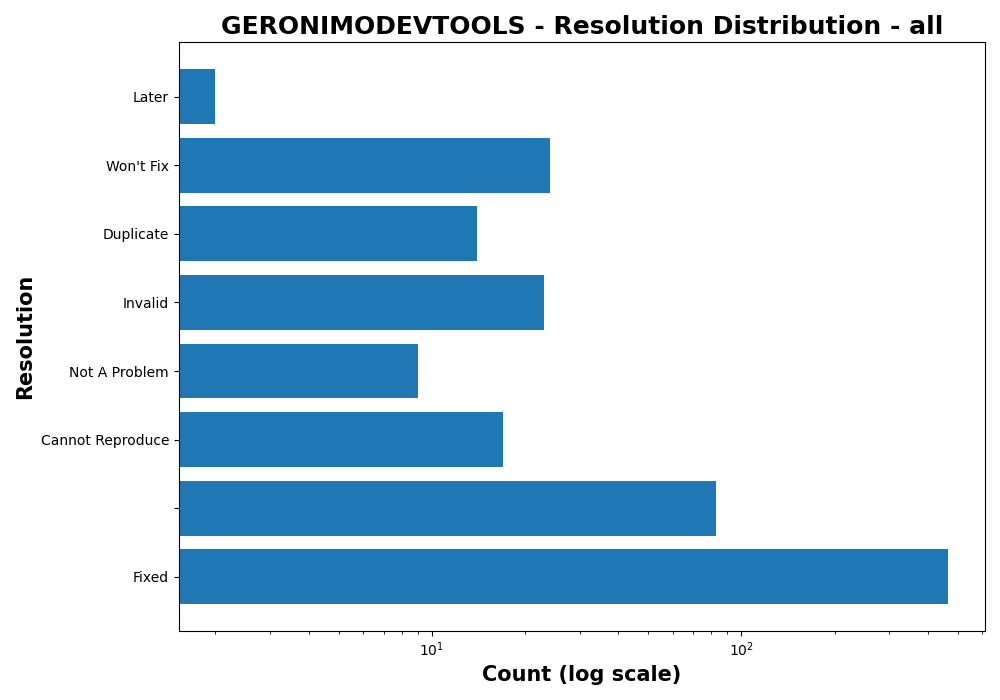 GERONIMODEVTOOLS - Resolution Distribution - all
Later
Won't Fix
Duplicate
Invalid
Not A Problem
Cannot Reproduce
Fixed
Resolution
10¹ 10²
Count (log scale)